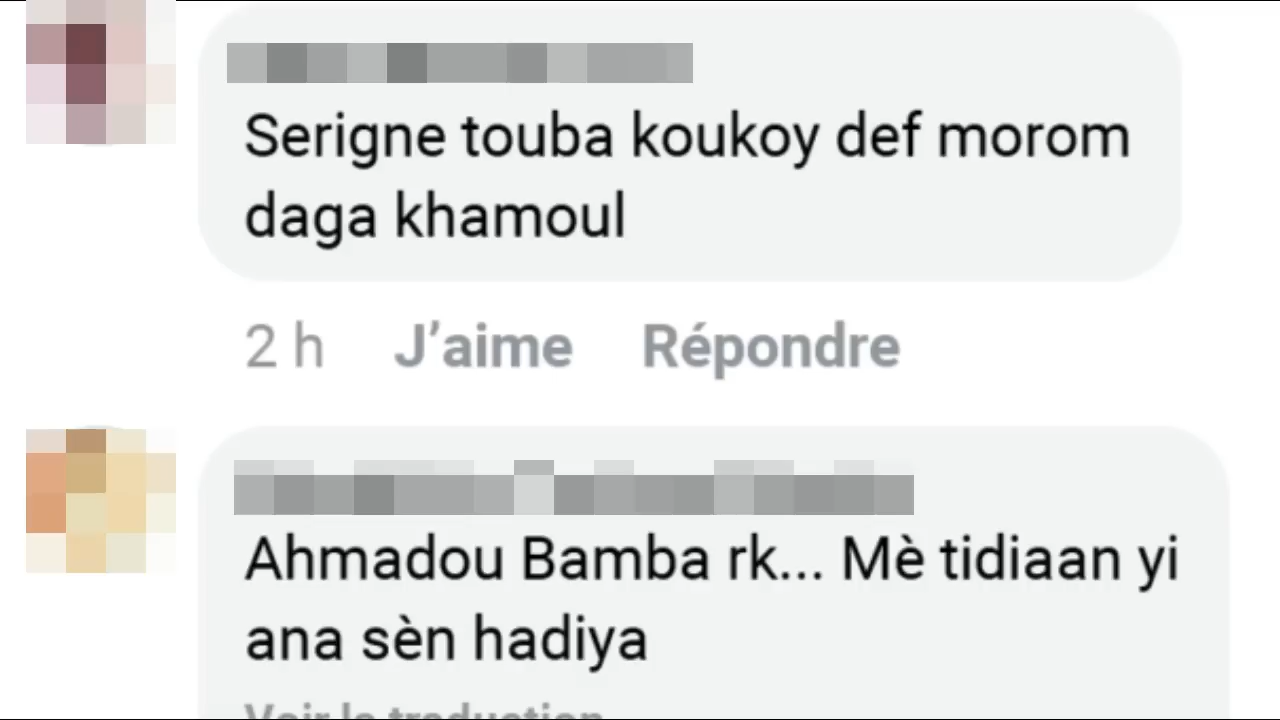 Serigne touba koukoy def morom
daga khamoul
2 h J’aime Répondre
Ahmadou Bamba rk... Mè tidiaan yi
ana sèn hadiya
Voir la traduction